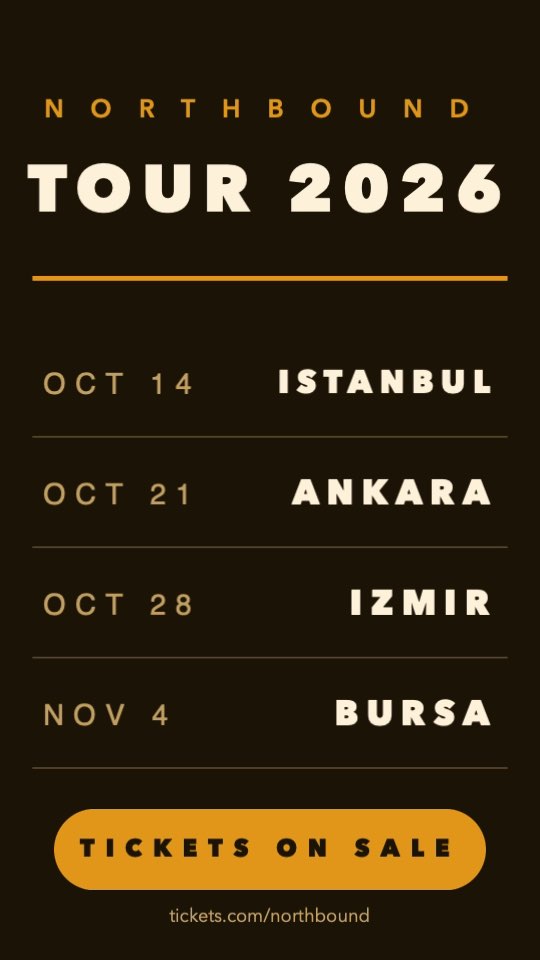 NORTHBOUND
TOUR 2026
OCT 14 ISTANBUL
OCT 21 ANKARA
OCT 28 IZMIR
NOV 4 BURSA
TICKETS ON SALE
tickets.com/northbound